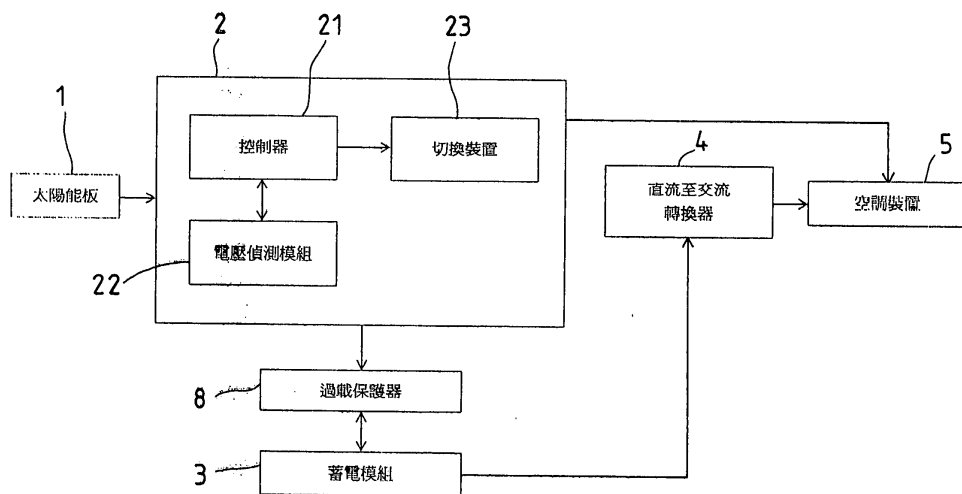 2
21
23
1
控制器
切換裝置
4
5
太陽能板
直流至交流
轉換器
空調裝置
電壓偵測模組
22
8
過載保護器
3
蓄電模組